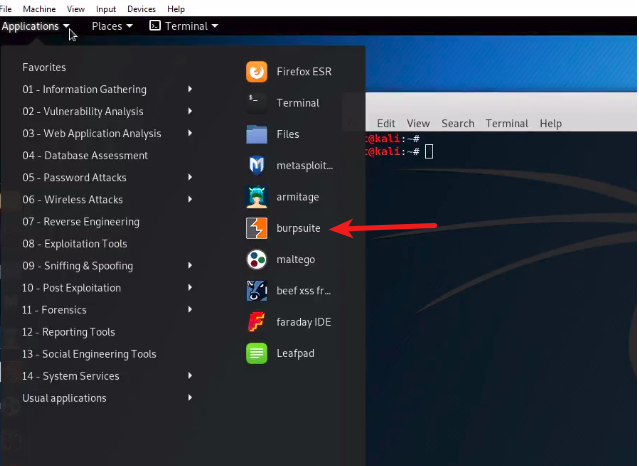 File Machine View Input Devices Help
Applications Places Terminal
Favorites
01 - Information Gathering
02 - Vulnerability Analysis
03 - Web Application Analysis
04 - Database Assessment
05 - Password Attacks
06 - Wireless Attacks
07 - Reverse Engineering
08 - Exploitation Tools
09 - Sniffing & Spoofing
10 - Post Exploitation
11 - Forensics
12 - Reporting Tools
13 - Social Engineering Tools
14 - System Services
Usual applications
Firefox ESR
Terminal
Files
metasploit...
armitage
burpsuite
maltego
beef xss fr...
faraday IDE
Leafpad
Edit View Search Terminal Help
@kali:~#
@kali:~#